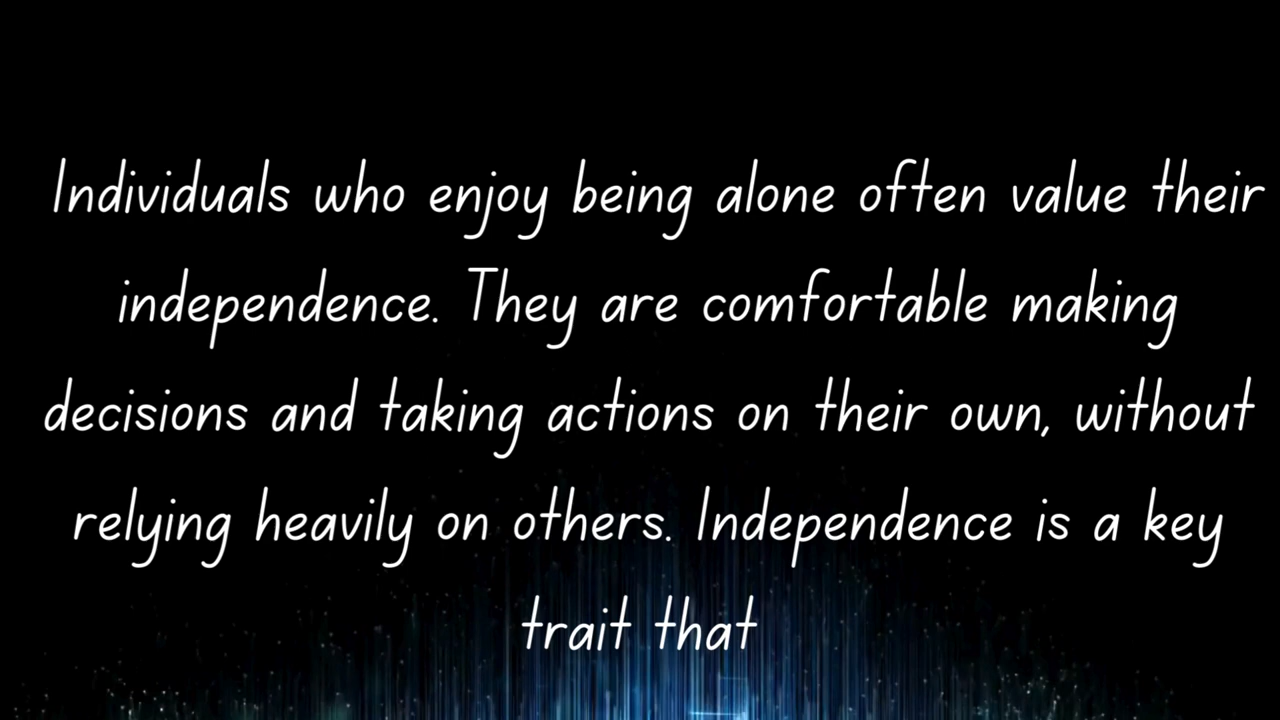 Individuals who enjoy being alone often value their
independence. They are comfortable making
decisions and taking actions on their own, without
relying heavily on others. Independence is a key
trait that